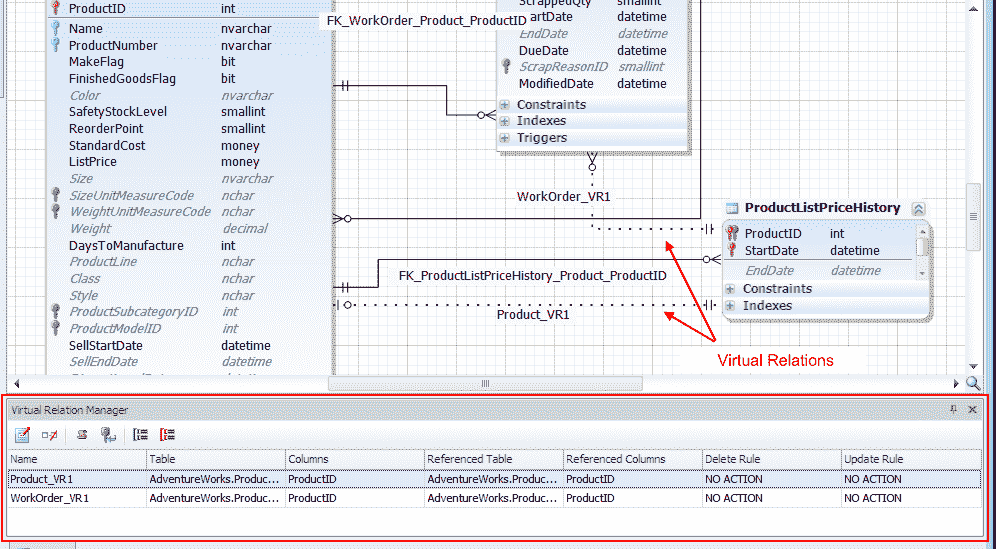 ProductID int
Name nvarchar
ProductNumber nvarchar
MakeFlag bit
FinishedGoodsFlag bit
Color nvarchar
SafetyStockLevel smallint
ReorderPoint smallint
StandardCost money
ListPrice money
Size nvarchar
SizeUnitMeasureCode nchar
WeightUnitMeasureCode nchar
Weight decimal
DaysToManufacture int
ProductLine nchar
Class nchar
Style nchar
ProductSubcategoryID int
ProductModelID int
SellStartDate datetime
SellEndDate datetime
FK_WorkOrder_Product_ProductID
ScrappedQty smallint
artDate datetime
EndDate datetime
DueDate datetime
ScrapReasonID smallint
ModifiedDate datetime
Constraints
Indexes
Triggers
WorkOrder_VR1
ProductListPriceHistory
ProductID int
StartDate datetime
EndDate datetime
Constraints
Indexes
FK_ProductListPriceHistory_Product_ProductID
Product_VR1
Virtual Relations
Virtual Relation Manager
Name Table Columns Referenced Table Referenced Columns Delete Rule Update Rule
Product_VR1 AdventureWorks.Produc... ProductID AdventureWorks.Produc... ProductID NO ACTION NO ACTION
WorkOrder_VR1 AdventureWorks.Produc... ProductID AdventureWorks.Produc... ProductID NO ACTION NO ACTION